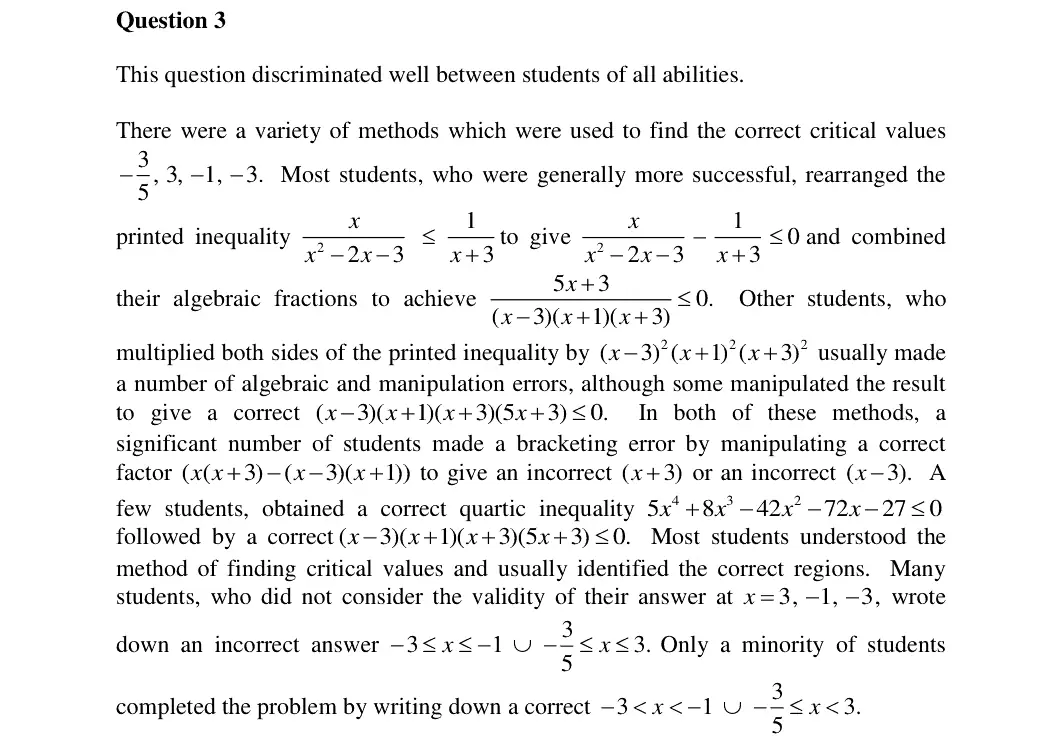 Question 3
This question discriminated well between students of all abilities.
There were a variety of methods which were used to find the correct critical values
−3/5, 3, −1, −3. Most students, who were generally more successful, rearranged the
printed inequality x/(x² − 2x − 3) ≤ 1/(x + 3) to give x/(x² − 2x − 3) − 1/(x + 3) ≤ 0 and combined
their algebraic fractions to achieve (5x + 3)/((x − 3)(x + 1)(x + 3)) ≤ 0. Other students, who
multiplied both sides of the printed inequality by (x − 3)²(x + 1)²(x + 3)² usually made
a number of algebraic and manipulation errors, although some manipulated the result
to give a correct (x − 3)(x + 1)(x + 3)(5x + 3) ≤ 0. In both of these methods, a
significant number of students made a bracketing error by manipulating a correct
factor (x(x + 3) − (x − 3)(x + 1)) to give an incorrect (x + 3) or an incorrect (x − 3). A
few students, obtained a correct quartic inequality 5x⁴ + 8x³ − 42x² − 72x − 27 ≤ 0
followed by a correct (x − 3)(x + 1)(x + 3)(5x + 3) ≤ 0. Most students understood the
method of finding critical values and usually identified the correct regions. Many
students, who did not consider the validity of their answer at x = 3, −1, −3, wrote
down an incorrect answer −3 ≤ x ≤ −1 ∪ −3/5 ≤ x ≤ 3. Only a minority of students
completed the problem by writing down a correct −3 < x < −1 ∪ −3/5 ≤ x < 3.